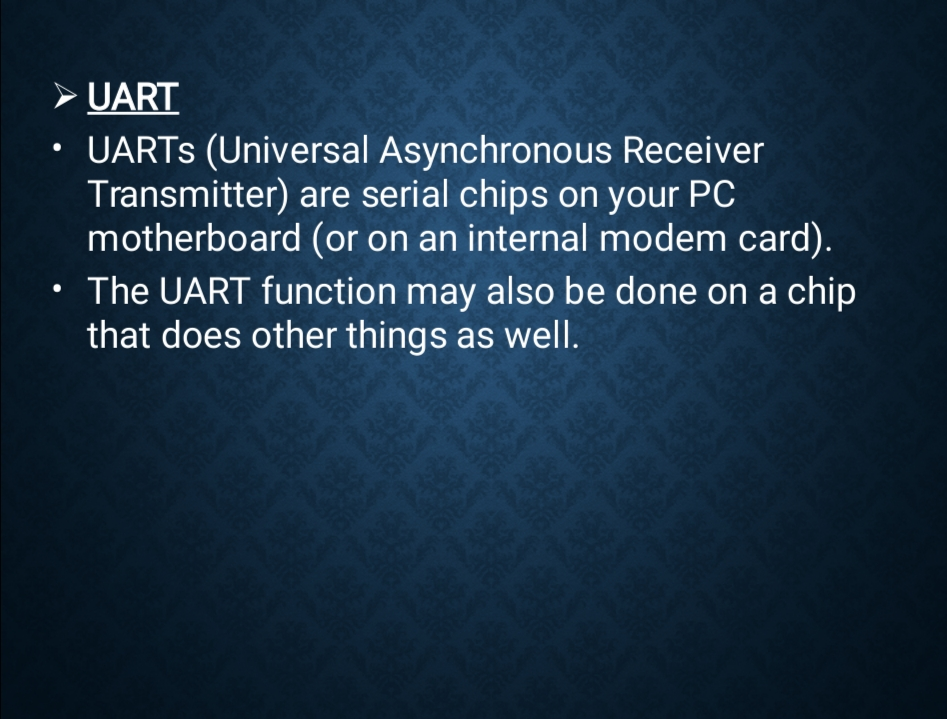 ➢ UART
• UARTs (Universal Asynchronous Receiver
Transmitter) are serial chips on your PC
motherboard (or on an internal modem card).
• The UART function may also be done on a chip
that does other things as well.